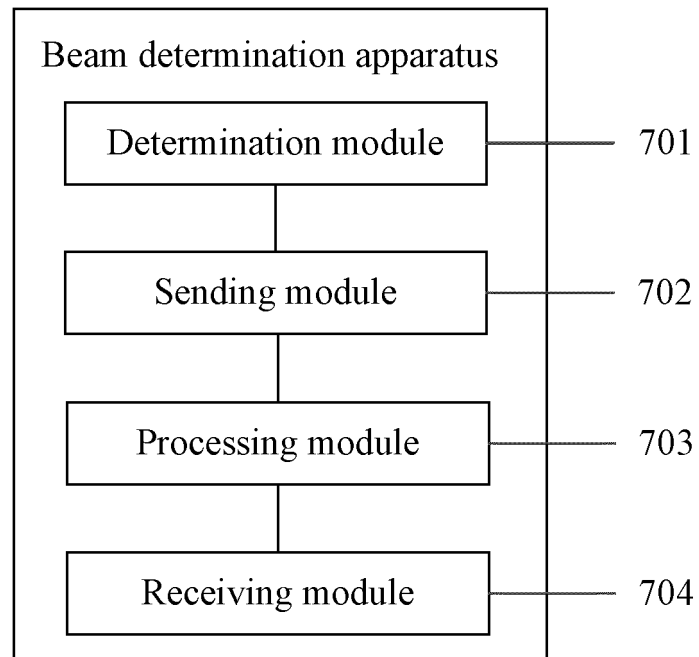 Beam determination apparatus
Determination module 701
Sending module 702
Processing module 703
Receiving module 704